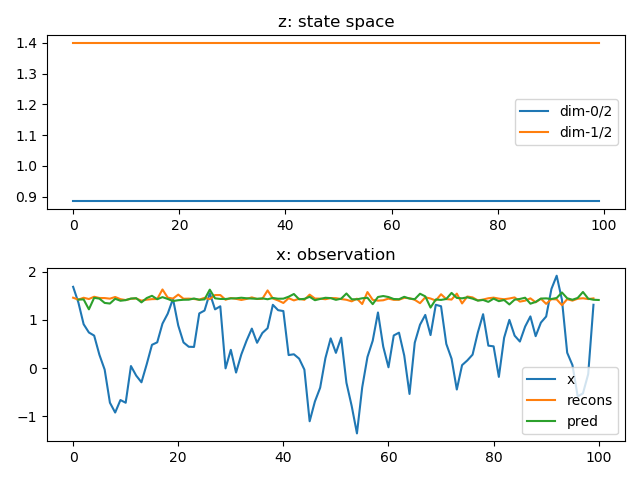 z: state space
1.4
1.3
1.2
1.1
1.0
0.9
dim-0/2
dim-1/2
0 20 40 60 80 100
x: observation
2
1
0
−1
x
recons
pred
0 20 40 60 80 100